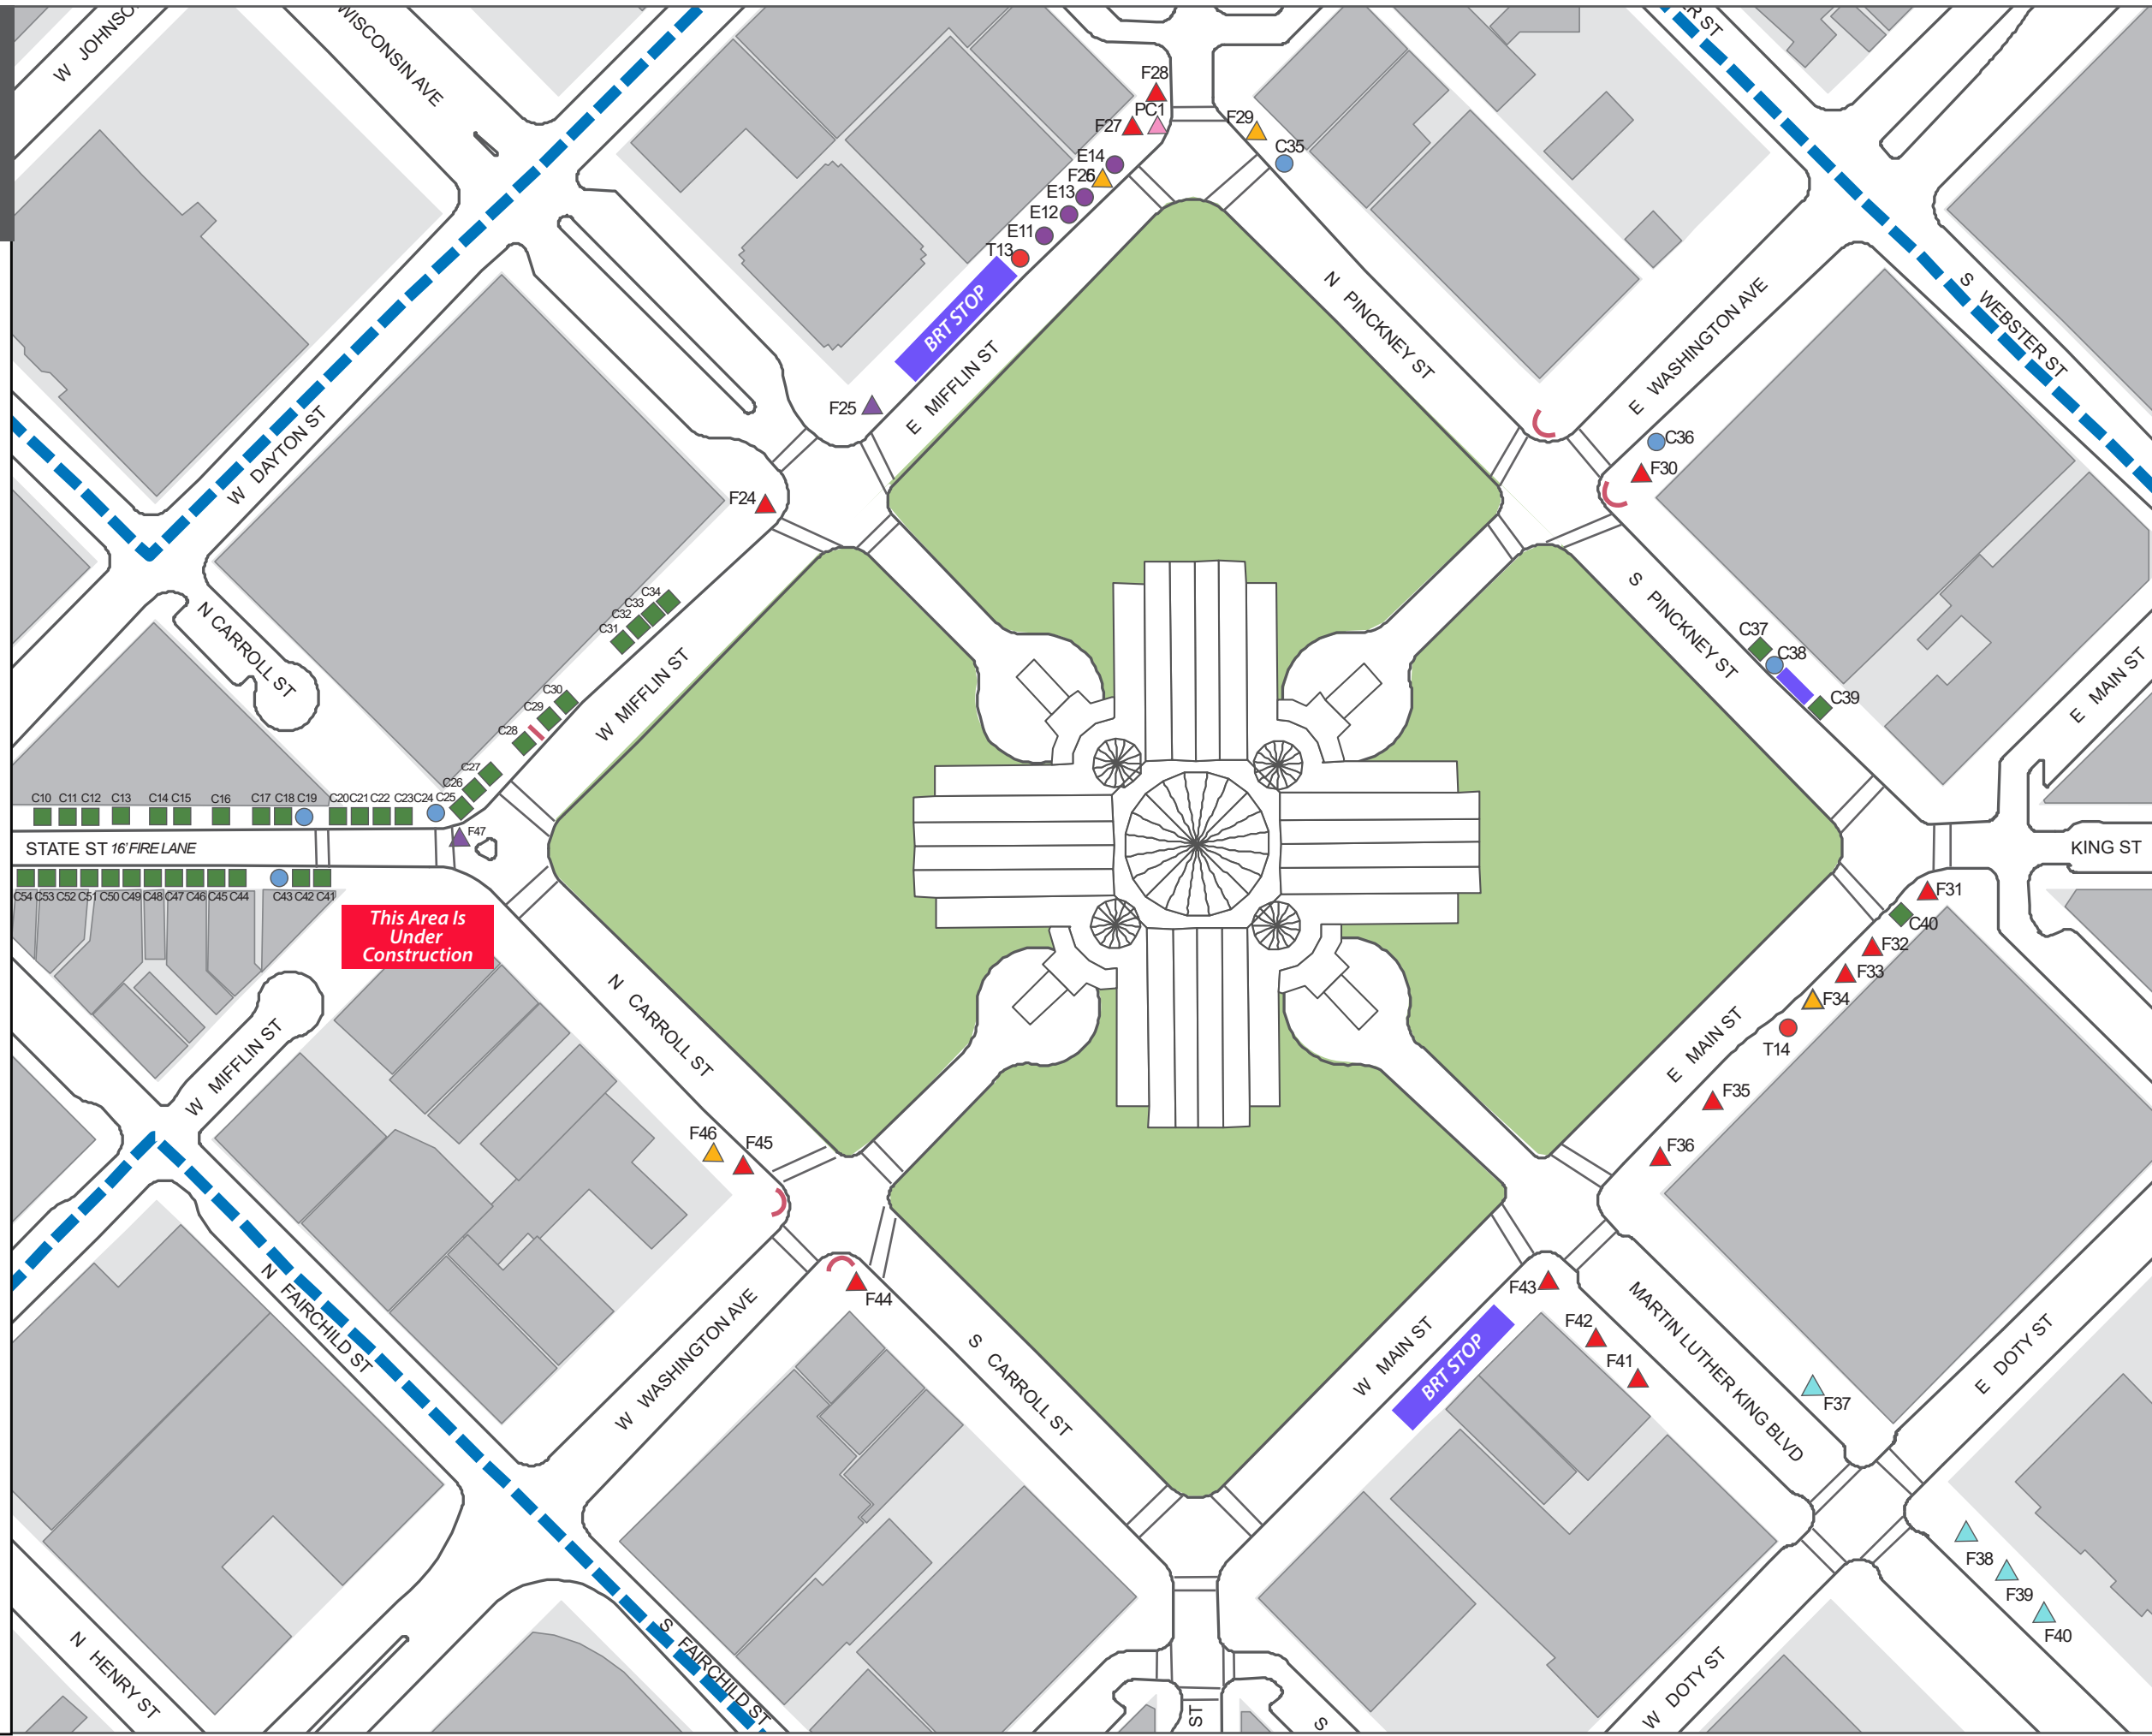 W JOHNSO
WISCONSIN AVE
ER ST
F28
PC1
F27
F29
C35
E14
F26
E13
E12
E11
T13
BRT STOP
E MIFFLIN ST
N PINCKNEY ST
E WASHINGTON AVE
S WEBSTER ST
F25
W DAYTON ST
C36
F30
F24
N CARROLL ST
C34
C33
C32
C31
W MIFFLIN ST
S PINCKNEY ST
C37
C38
C39
E MAIN ST
C30
C29
C28
C27
C26
C25
C10 C11 C12 C13 C14 C15 C16 C17 C18 C19 C20 C21 C22 C23 C24
F47
STATE ST 16' FIRE LANE
KING ST
C54 C53 C52 C51 C50 C49 C48 C47 C46 C45 C44 C43 C42 C41
This Area Is
Under
Construction
F31
C40
F32
F33
F34
T14
N CARROLL ST
E MAIN ST
W MIFFLIN ST
F35
F36
F46
F45
F44
F43
F42
F41
BRT STOP
W MAIN ST
MARTIN LUTHER KING BLVD
F37
E DOTY ST
N FAIRCHILD ST
W WASHINGTON AVE
S CARROLL ST
F38
F39
F40
N HENRY ST
S FAIRCHILD ST
ST
S
W DOTY ST